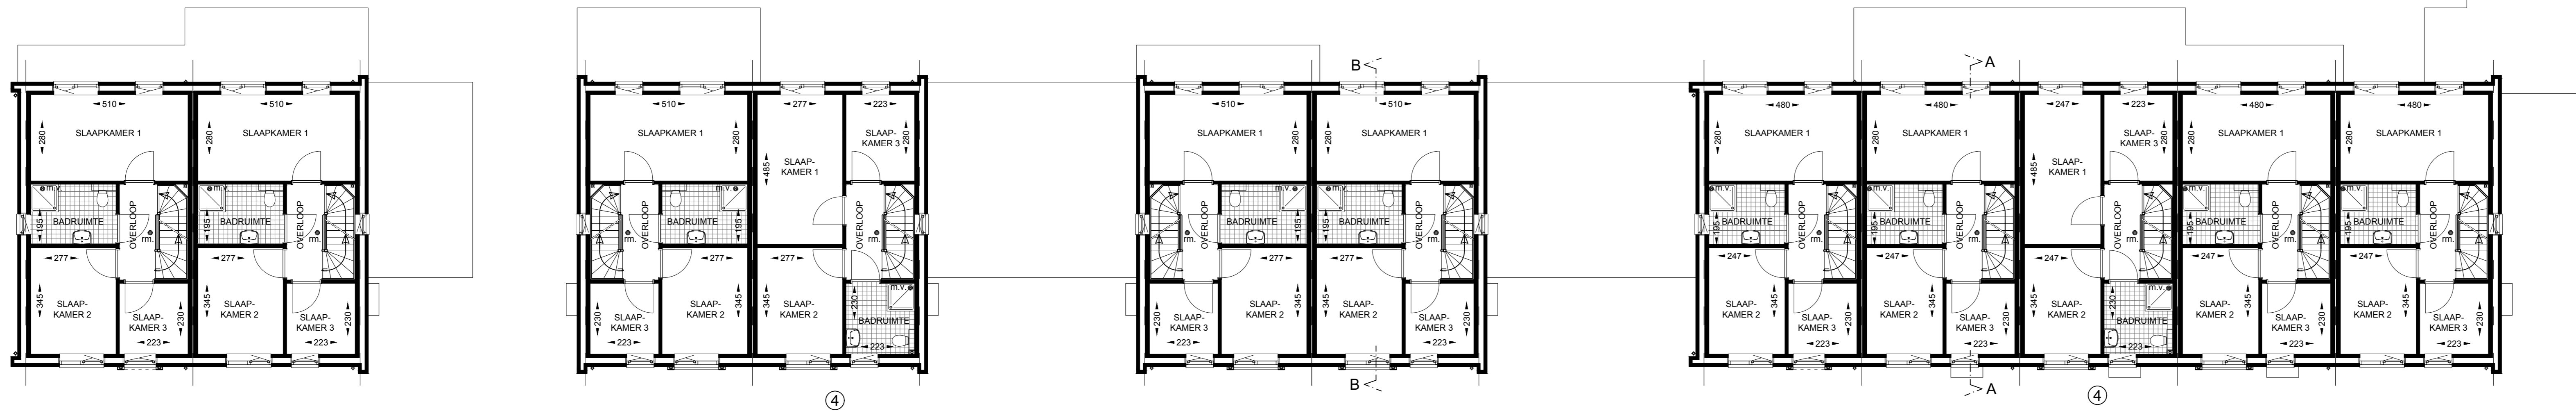 510
280
SLAAPKAMER 1
m.v.
195
BADRUIMTE
OVERLOOP
rm.
277
345
SLAAP-
KAMER 2
SLAAP-
KAMER 3
230
223
510
280
SLAAPKAMER 1
m.v.
195
BADRUIMTE
OVERLOOP
rm.
277
345
SLAAP-
KAMER 2
SLAAP-
KAMER 3
230
223
510
280
SLAAPKAMER 1
OVERLOOP
rm.
m.v.
BADRUIMTE
195
277
230
SLAAP-
KAMER 3
223
SLAAP-
KAMER 2
345
277
223
SLAAP-
KAMER 3
280
485
SLAAP-
KAMER 1
OVERLOOP
rm.
277
345
SLAAP-
KAMER 2
m.v.
230
BADRUIMTE
223
4
510
280
SLAAPKAMER 1
OVERLOOP
rm.
m.v.
BADRUIMTE
195
277
230
SLAAP-
KAMER 3
223
SLAAP-
KAMER 2
345
B
510
280
SLAAPKAMER 1
m.v.
195
BADRUIMTE
OVERLOOP
rm.
277
345
SLAAP-
KAMER 2
SLAAP-
KAMER 3
230
223
B
480
280
SLAAPKAMER 1
m.v.
195
BADRUIMTE
OVERLOOP
rm.
247
SLAAP-
KAMER 2
345
SLAAP-
KAMER 3
230
223
A
480
280
SLAAPKAMER 1
m.v.
195
BADRUIMTE
OVERLOOP
rm.
247
SLAAP-
KAMER 2
345
SLAAP-
KAMER 3
230
223
A
247
223
SLAAP-
KAMER 3
280
485
SLAAP-
KAMER 1
OVERLOOP
rm.
247
345
SLAAP-
KAMER 2
m.v.
230
BADRUIMTE
223
4
480
280
SLAAPKAMER 1
m.v.
195
BADRUIMTE
OVERLOOP
rm.
247
SLAAP-
KAMER 2
345
SLAAP-
KAMER 3
230
223
480
280
SLAAPKAMER 1
m.v.
195
BADRUIMTE
OVERLOOP
rm.
247
SLAAP-
KAMER 2
345
SLAAP-
KAMER 3
230
223